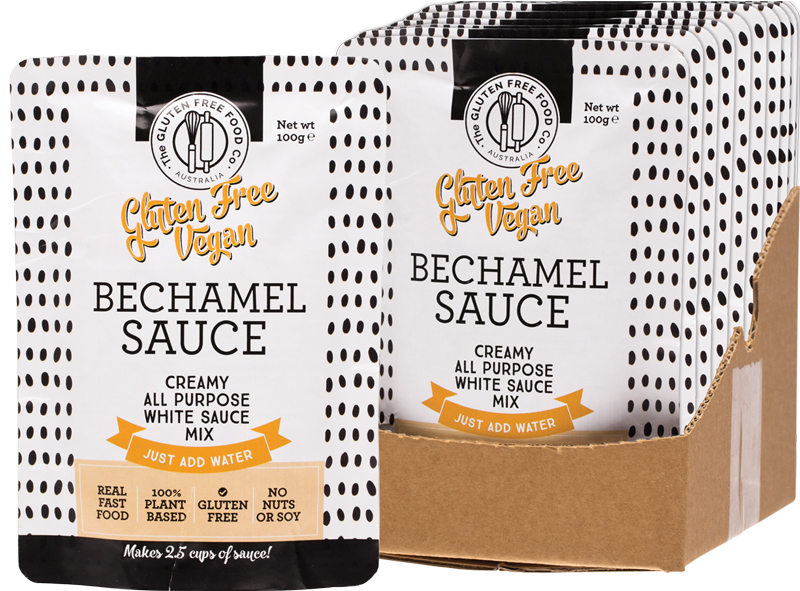 The GLUTEN FREE FOOD CO.
AUSTRALIA
Net wt
100g ℮
Gluten Free
Vegan
BECHAMEL
SAUCE
CREAMY
ALL PURPOSE
WHITE SAUCE
MIX
JUST ADD WATER
REAL
FAST
FOOD
100%
PLANT
BASED
GLUTEN
FREE
NO
NUTS
OR SOY
Makes 2.5 cups of sauce!
The GLUTEN FREE FOOD CO.
AUSTRALIA
Net wt
100g ℮
Gluten Free
Vegan
BECHAMEL
SAUCE
CREAMY
ALL PURPOSE
WHITE SAUCE
MIX
JUST ADD WATER